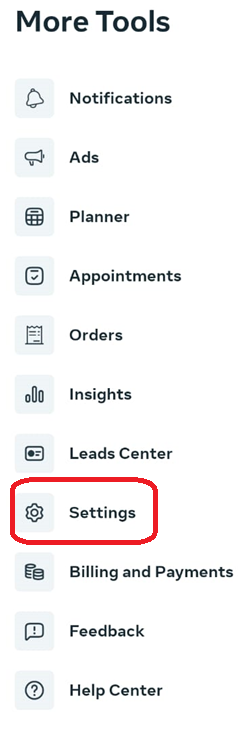 More Tools
Notifications
Ads
Planner
Appointments
Orders
Insights
Leads Center
Settings
Billing and Payments
Feedback
Help Center